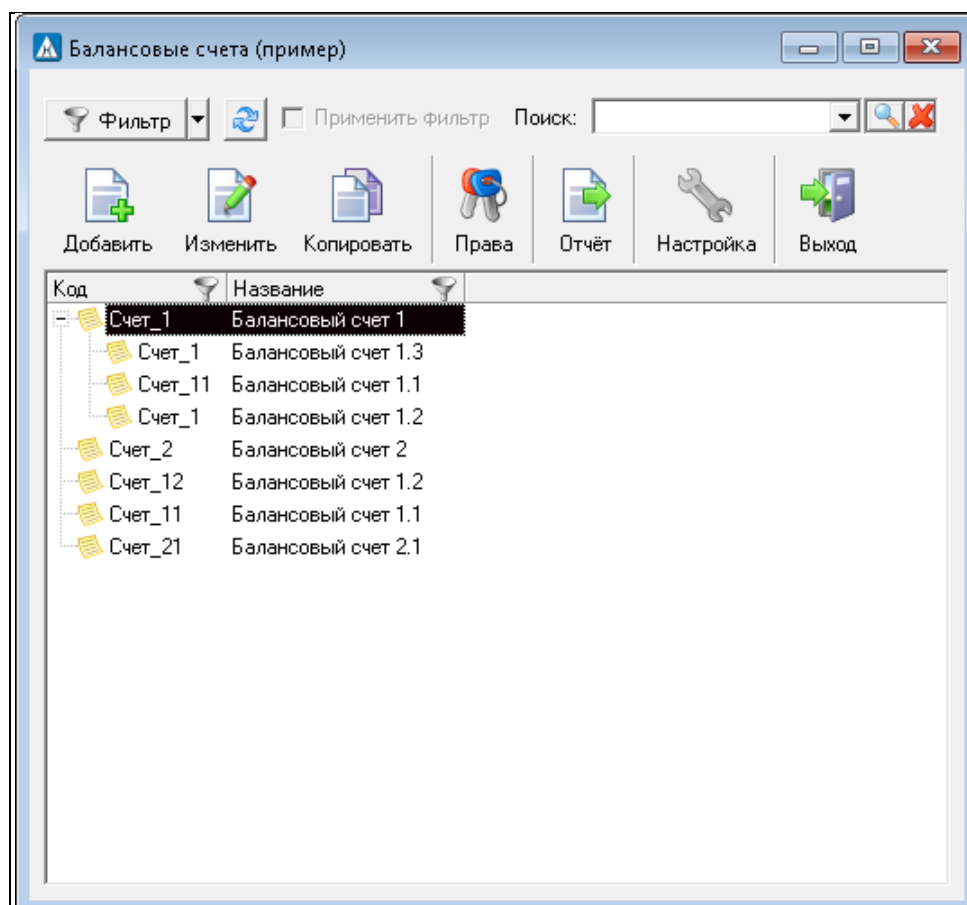 Балансовые счета (пример)
Фильтр Применить фильтр Поиск:
Добавить Изменить Копировать Права Отчёт Настройка Выход
Код Название
Счет_1 Балансовый счет 1
Счет_1 Балансовый счет 1.3
Счет_11 Балансовый счет 1.1
Счет_1 Балансовый счет 1.2
Счет_2 Балансовый счет 2
Счет_12 Балансовый счет 1.2
Счет_11 Балансовый счет 1.1
Счет_21 Балансовый счет 2.1